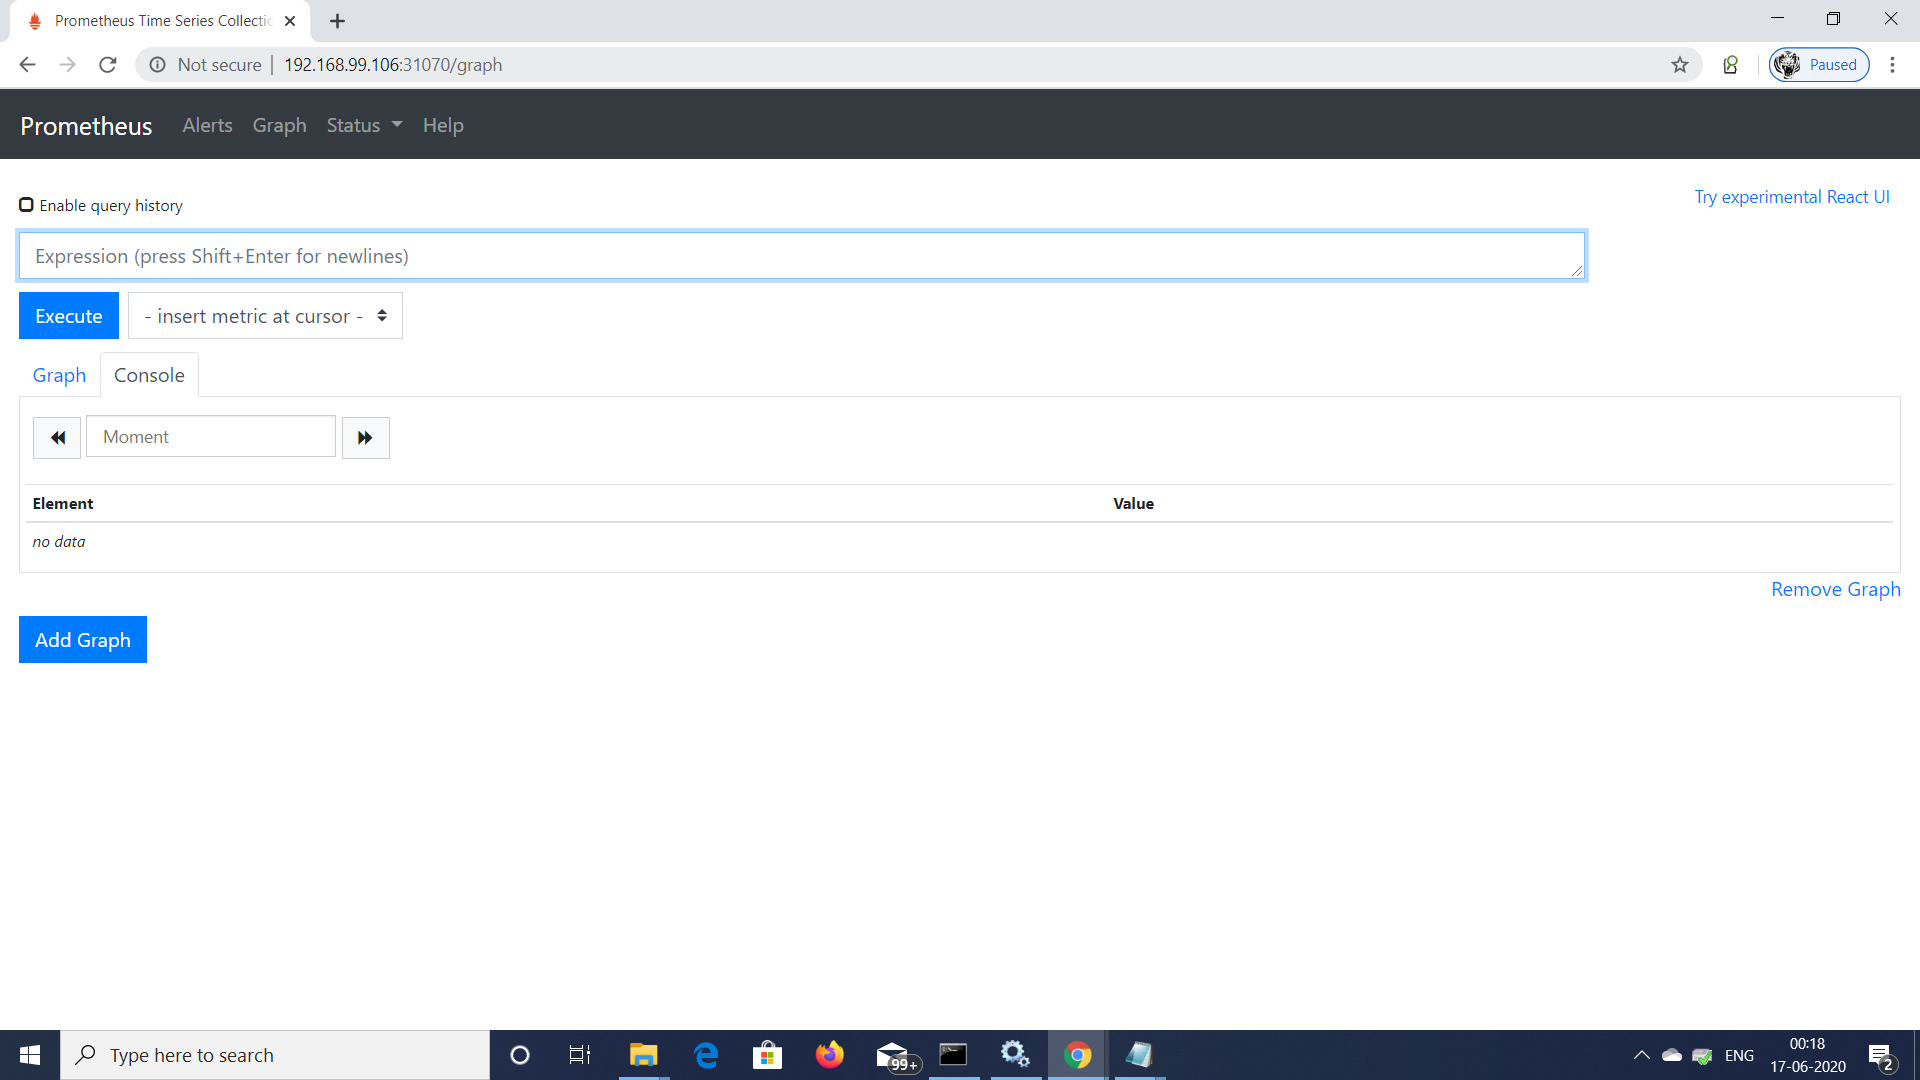 Prometheus Time Series Collectio
Not secure | 192.168.99.106:31070/graph
Paused
Prometheus Alerts Graph Status Help
Enable query history
Try experimental React UI
Expression (press Shift+Enter for newlines)
Execute
- insert metric at cursor -
Graph Console
Moment
Element Value
no data
Remove Graph
Add Graph
Type here to search
99+
ENG
00:18
17-06-2020
2